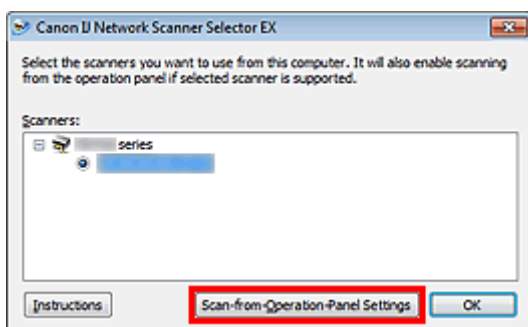 Canon IJ Network Scanner Selector EX
Select the scanners you want to use from this computer. It will also enable scanning
from the operation panel if selected scanner is supported.
Scanners:
series
Instructions
Scan-from-Operation-Panel Settings
OK